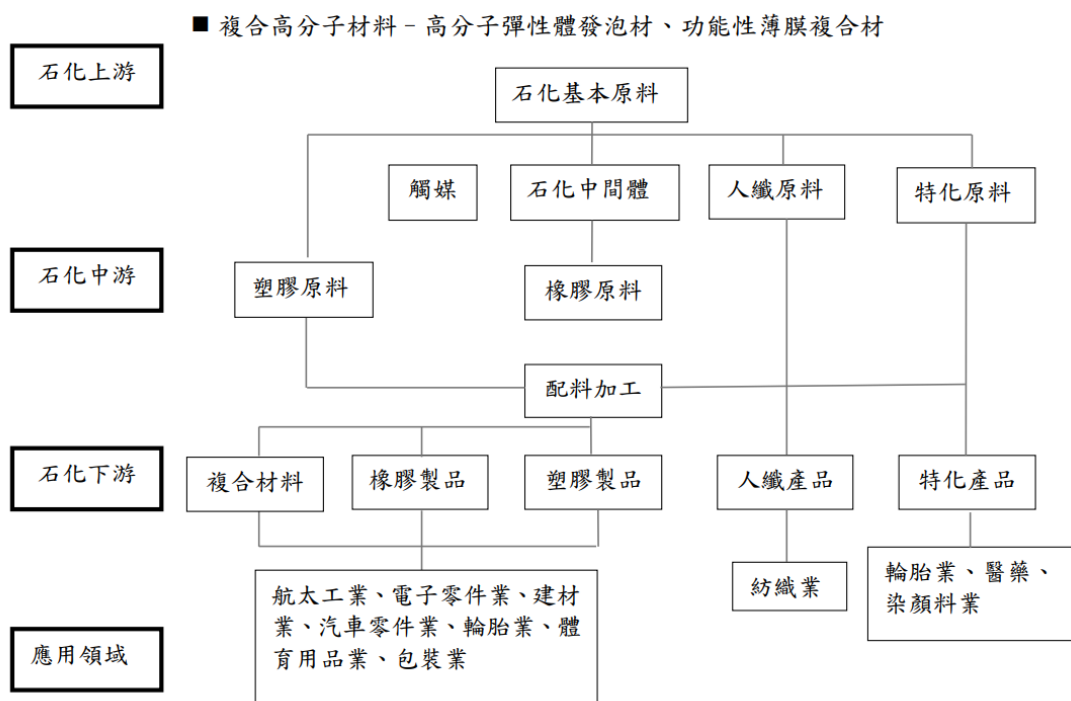 ■ 複合高分子材料－高分子彈性體發泡材、功能性薄膜複合材
石化上游
石化基本原料
觸媒
石化中間體
人纖原料
特化原料
石化中游
塑膠原料
橡膠原料
配料加工
石化下游
複合材料
橡膠製品
塑膠製品
人纖產品
特化產品
應用領域
航太工業、電子零件業、建材
業、汽車零件業、輪胎業、體
育用品業、包裝業
紡織業
輪胎業、醫藥、
染顏料業